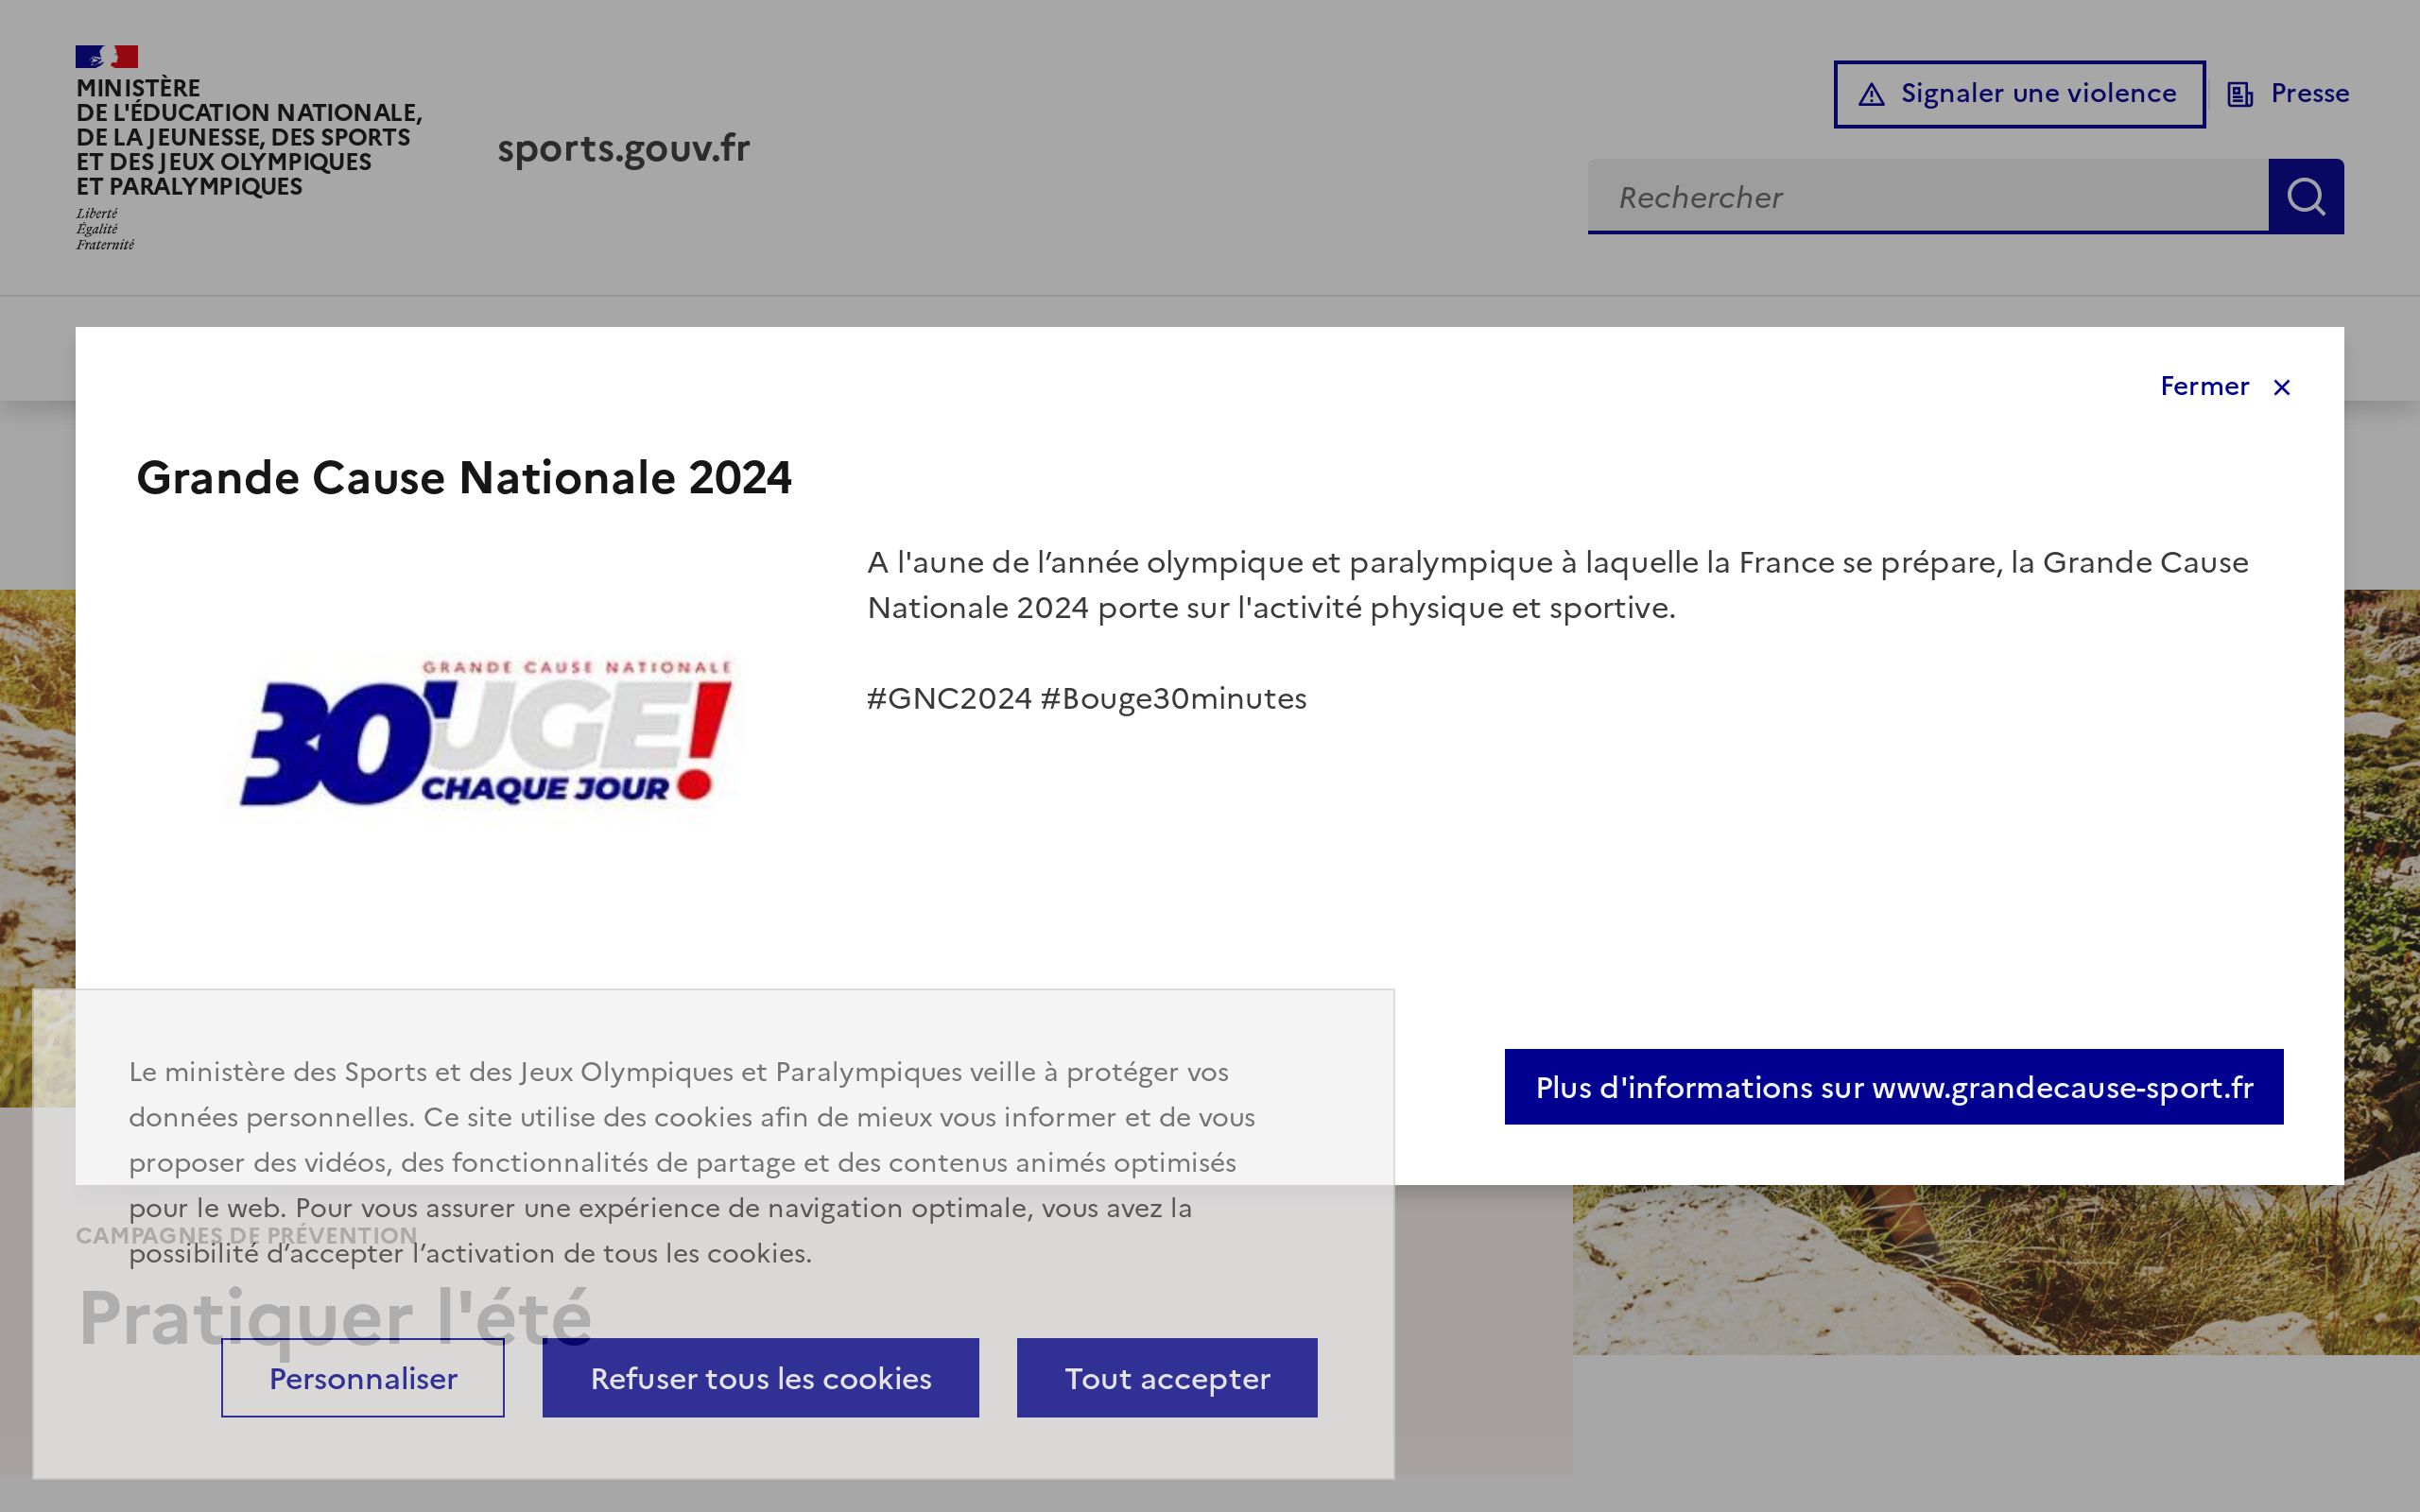 MINISTÈRE
DE L'ÉDUCATION NATIONALE,
DE LA JEUNESSE, DES SPORTS
ET DES JEUX OLYMPIQUES
ET PARALYMPIQUES
Liberté
Égalité
Fraternité
sports.gouv.fr
Signaler une violence
Presse
Rechercher
Fermer
Grande Cause Nationale 2024
A l'aune de l’année olympique et paralympique à laquelle la France se prépare, la Grande Cause
Nationale 2024 porte sur l'activité physique et sportive.
#GNC2024 #Bouge30minutes
GRANDE CAUSE NATIONALE
30'UGE!
CHAQUE JOUR
Plus d'informations sur www.grandecause-sport.fr
Le ministère des Sports et des Jeux Olympiques et Paralympiques veille à protéger vos
données personnelles. Ce site utilise des cookies afin de mieux vous informer et de vous
proposer des vidéos, des fonctionnalités de partage et des contenus animés optimisés
pour le web. Pour vous assurer une expérience de navigation optimale, vous avez la
possibilité d’accepter l’activation de tous les cookies.
CAMPAGNES DE PRÉVENTION
Pratiquer l'été
Personnaliser
Refuser tous les cookies
Tout accepter